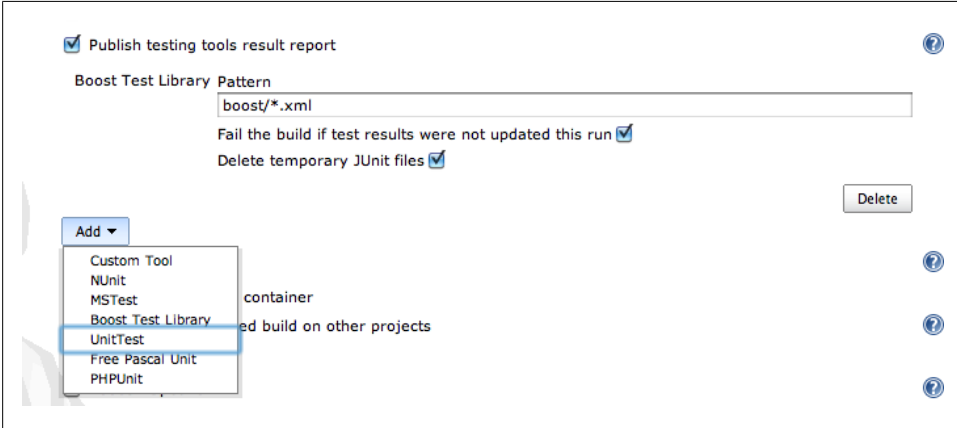 Publish testing tools result report
Boost Test Library Pattern
boost/*.xml
Fail the build if test results were not updated this run
Delete temporary JUnit files
Delete
Add
Custom Tool
NUnit
MSTest
container
Boost Test Library
ed build on other projects
UnitTest
Free Pascal Unit
PHPUnit